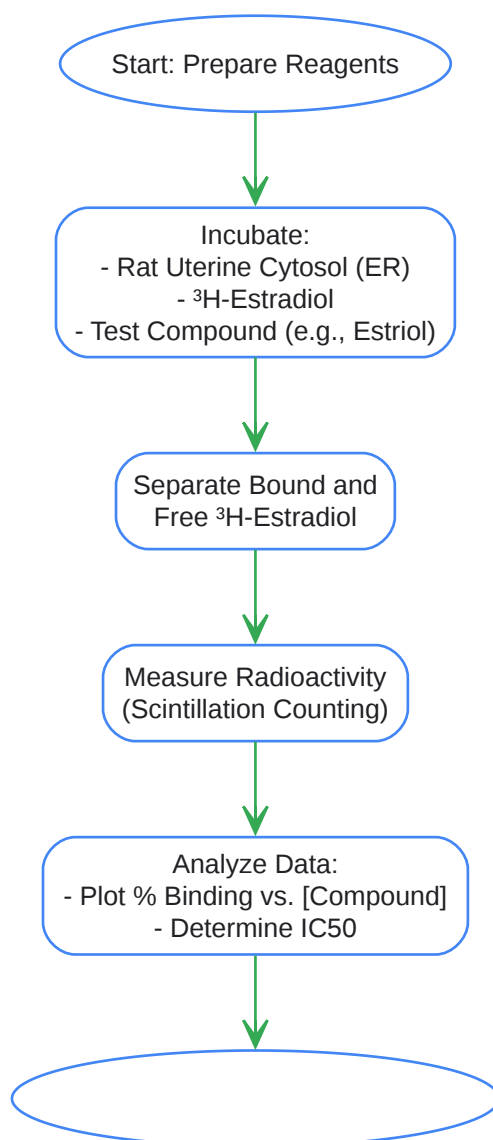 Start: Prepare Reagents
Incubate:
- Rat Uterine Cytosol (ER)
- ³H-Estradiol
- Test Compound (e.g., Estriol)
Separate Bound and
Free ³H-Estradiol
Measure Radioactivity
(Scintillation Counting)
Analyze Data:
- Plot % Binding vs. [Compound]
- Determine IC50